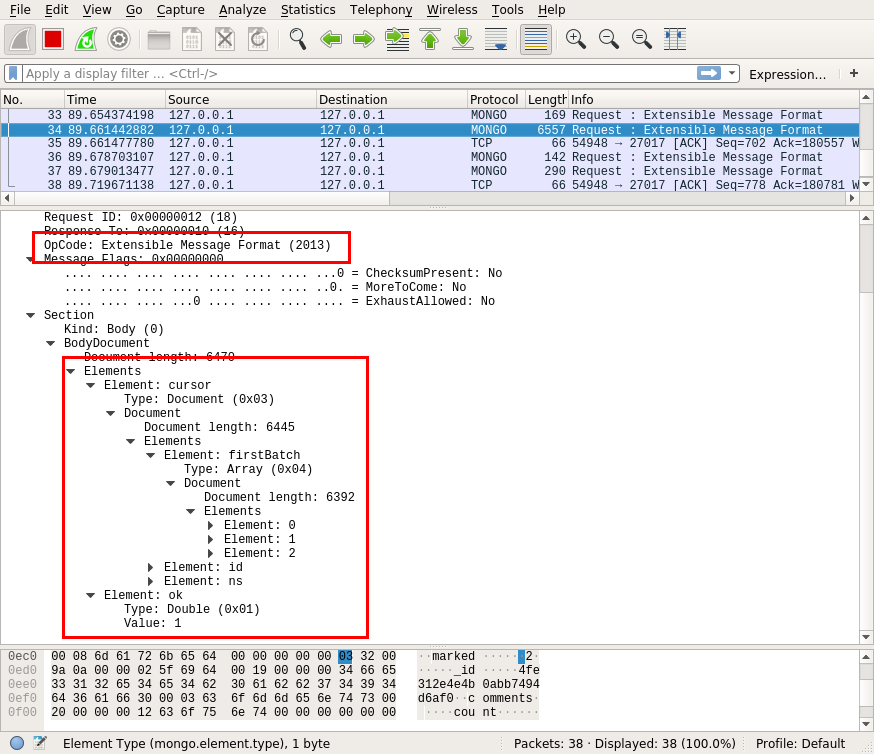 File Edit View Go Capture Analyze Statistics Telephony Wireless Tools Help
Apply a display filter ... <Ctrl-/> Expression... +
No. Time Source Destination Protocol Length Info
33 89.654374198 127.0.0.1 127.0.0.1 MONGO 169 Request : Extensible Message Format
34 89.661442882 127.0.0.1 127.0.0.1 MONGO 6557 Request : Extensible Message Format
35 89.661477780 127.0.0.1 127.0.0.1 TCP 66 54948 → 27017 [ACK] Seq=702 Ack=180557 W
36 89.678703107 127.0.0.1 127.0.0.1 MONGO 142 Request : Extensible Message Format
37 89.679013477 127.0.0.1 127.0.0.1 MONGO 290 Request : Extensible Message Format
38 89.719671138 127.0.0.1 127.0.0.1 TCP 66 54948 → 27017 [ACK] Seq=778 Ack=180781 W
Request ID: 0x00000012 (18)
Response To: 0x00000010 (16)
OpCode: Extensible Message Format (2013)
Message Flags: 0x00000000
.... .... .... .... .... .... .... ...0 = ChecksumPresent: No
.... .... .... .... .... .... .... ..0. = MoreToCome: No
.... .... .... ...0 .... .... .... .... = ExhaustAllowed: No
Section
Kind: Body (0)
BodyDocument
Document length: 6470
Elements
Element: cursor
Type: Document (0x03)
Document
Document length: 6445
Elements
Element: firstBatch
Type: Array (0x04)
Document
Document length: 6392
Elements
Element: 0
Element: 1
Element: 2
Element: id
Element: ns
Element: ok
Type: Double (0x01)
Value: 1
0ec0 00 08 6d 61 72 6b 65 64 00 00 00 00 00 03 32 00 ··marked ·····␣2·
0ed0 9a 0a 00 00 02 5f 69 64 00 19 00 00 00 34 66 65 ·····_id ·····4fe
0ee0 33 31 32 65 34 65 34 62 30 61 62 62 37 34 39 34 312e4e4b 0abb7494
0ef0 64 36 61 66 30 00 03 63 6f 6d 6d 65 6e 74 73 00 d6af0··c omments·
0f00 20 00 00 00 12 63 6f 75 6e 74 00 00 00 00 00 00 ····cou nt······
Element Type (mongo.element.type), 1 byte Packets: 38 · Displayed: 38 (100.0%) Profile: Default